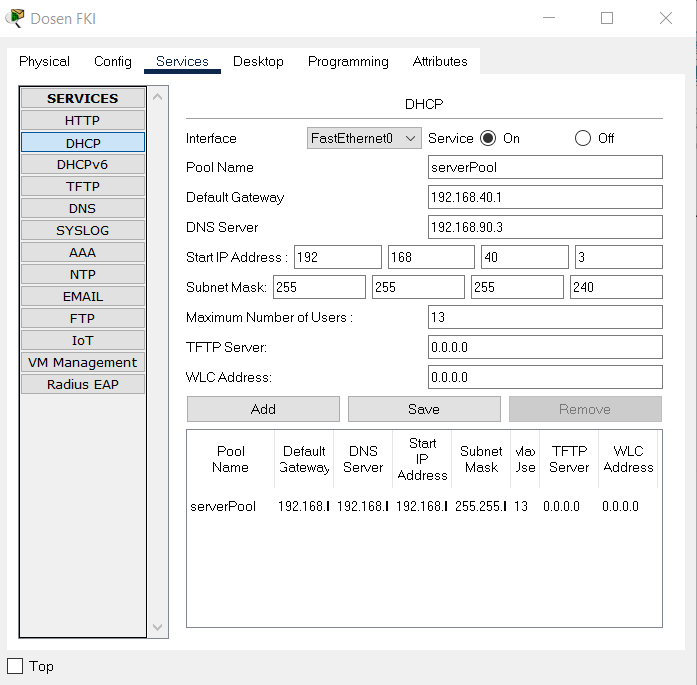 Dosen FKI
Physical Config Services Desktop Programming Attributes
SERVICES
HTTP
DHCP
DHCPv6
TFTP
DNS
SYSLOG
AAA
NTP
EMAIL
FTP
IoT
VM Management
Radius EAP
DHCP
Interface FastEthernet0 Service On Off
Pool Name serverPool
Default Gateway 192.168.40.1
DNS Server 192.168.90.3
Start IP Address : 192 168 40 3
Subnet Mask: 255 255 255 240
Maximum Number of Users : 13
TFTP Server: 0.0.0.0
WLC Address: 0.0.0.0
Add Save Remove
Pool Name Default Gateway DNS Server Start IP Address Subnet Mask TFTP Server WLC Address
serverPool 192.168. 192.168. 192.168. 255.255. 13 0.0.0.0 0.0.0.0
Top